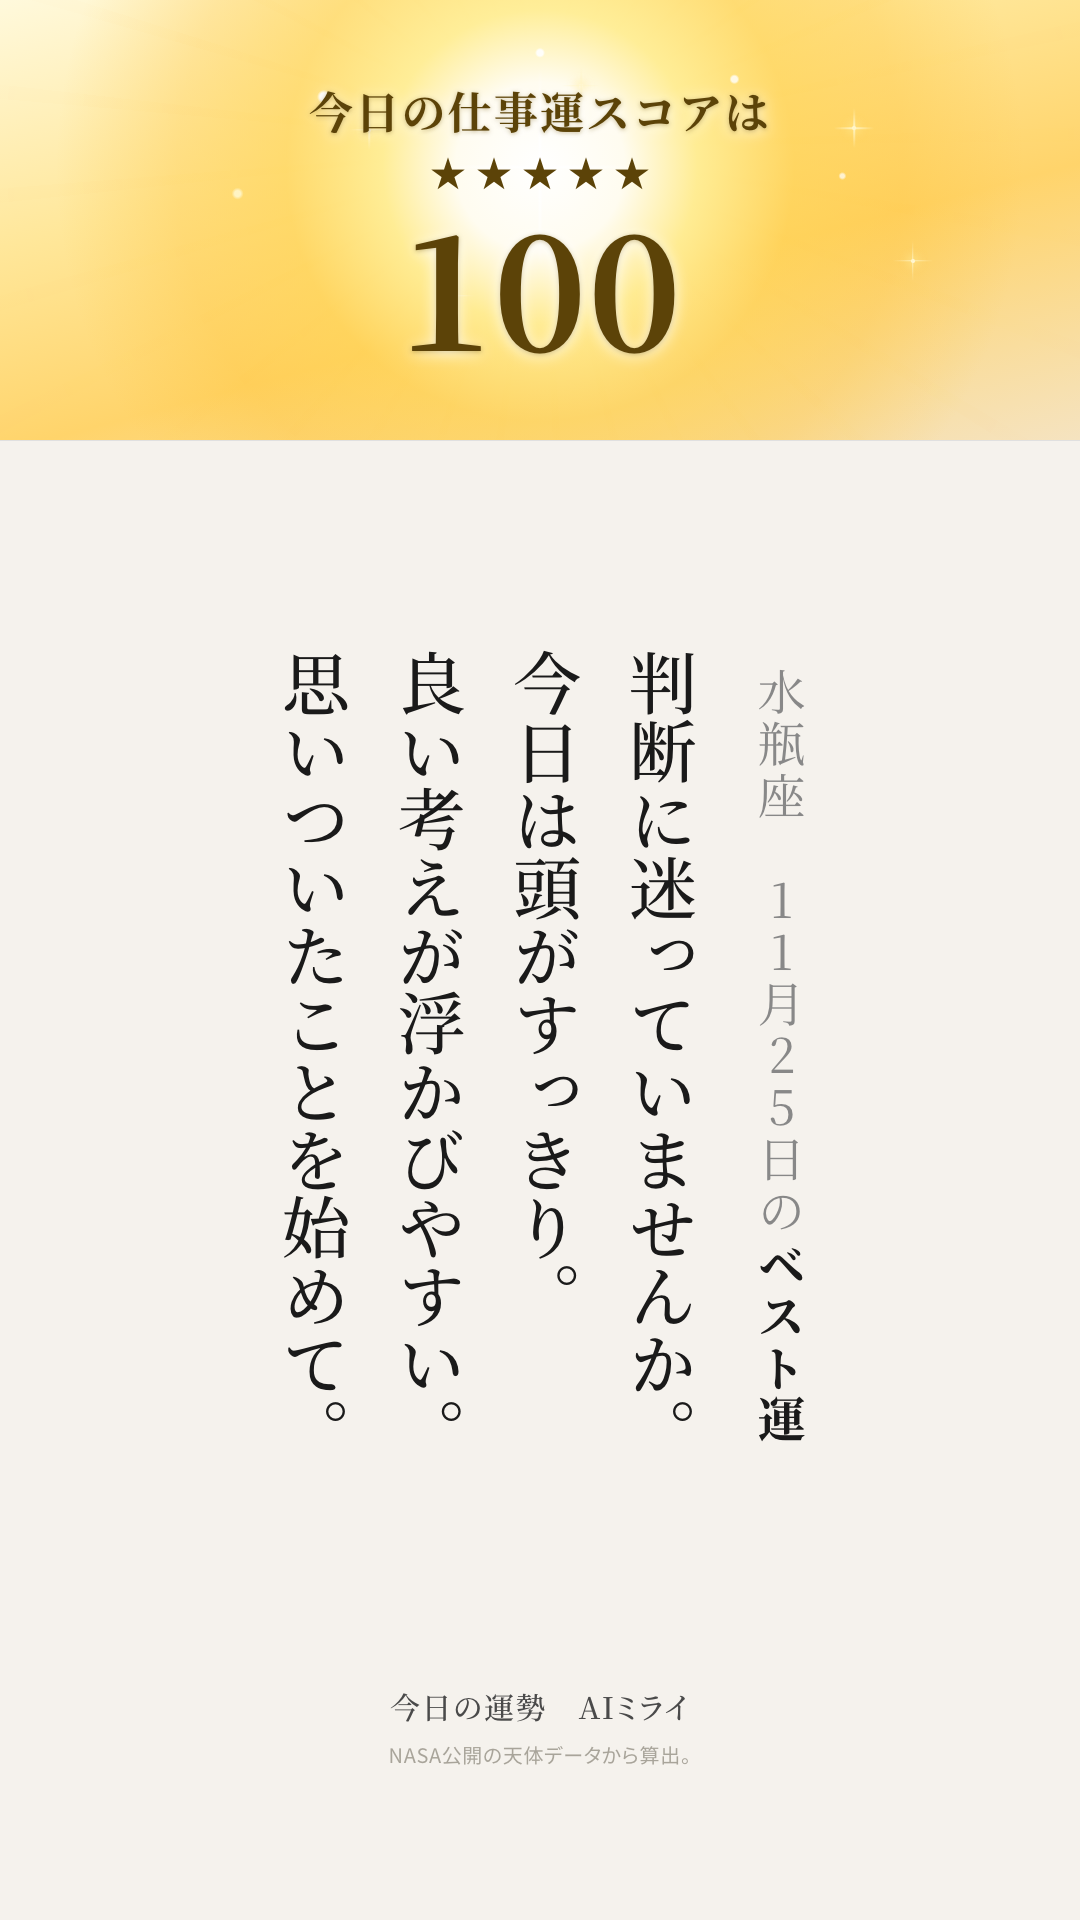 今日の仕事運スコアは
★★★★★
100
水瓶座　11月25日のベスト運
判断に迷っていませんか。
今日は頭がすっきり。
良い考えが浮かびやすい。
思いついたことを始めて。
今日の運勢　AIミライ
NASA公開の天体データから算出。